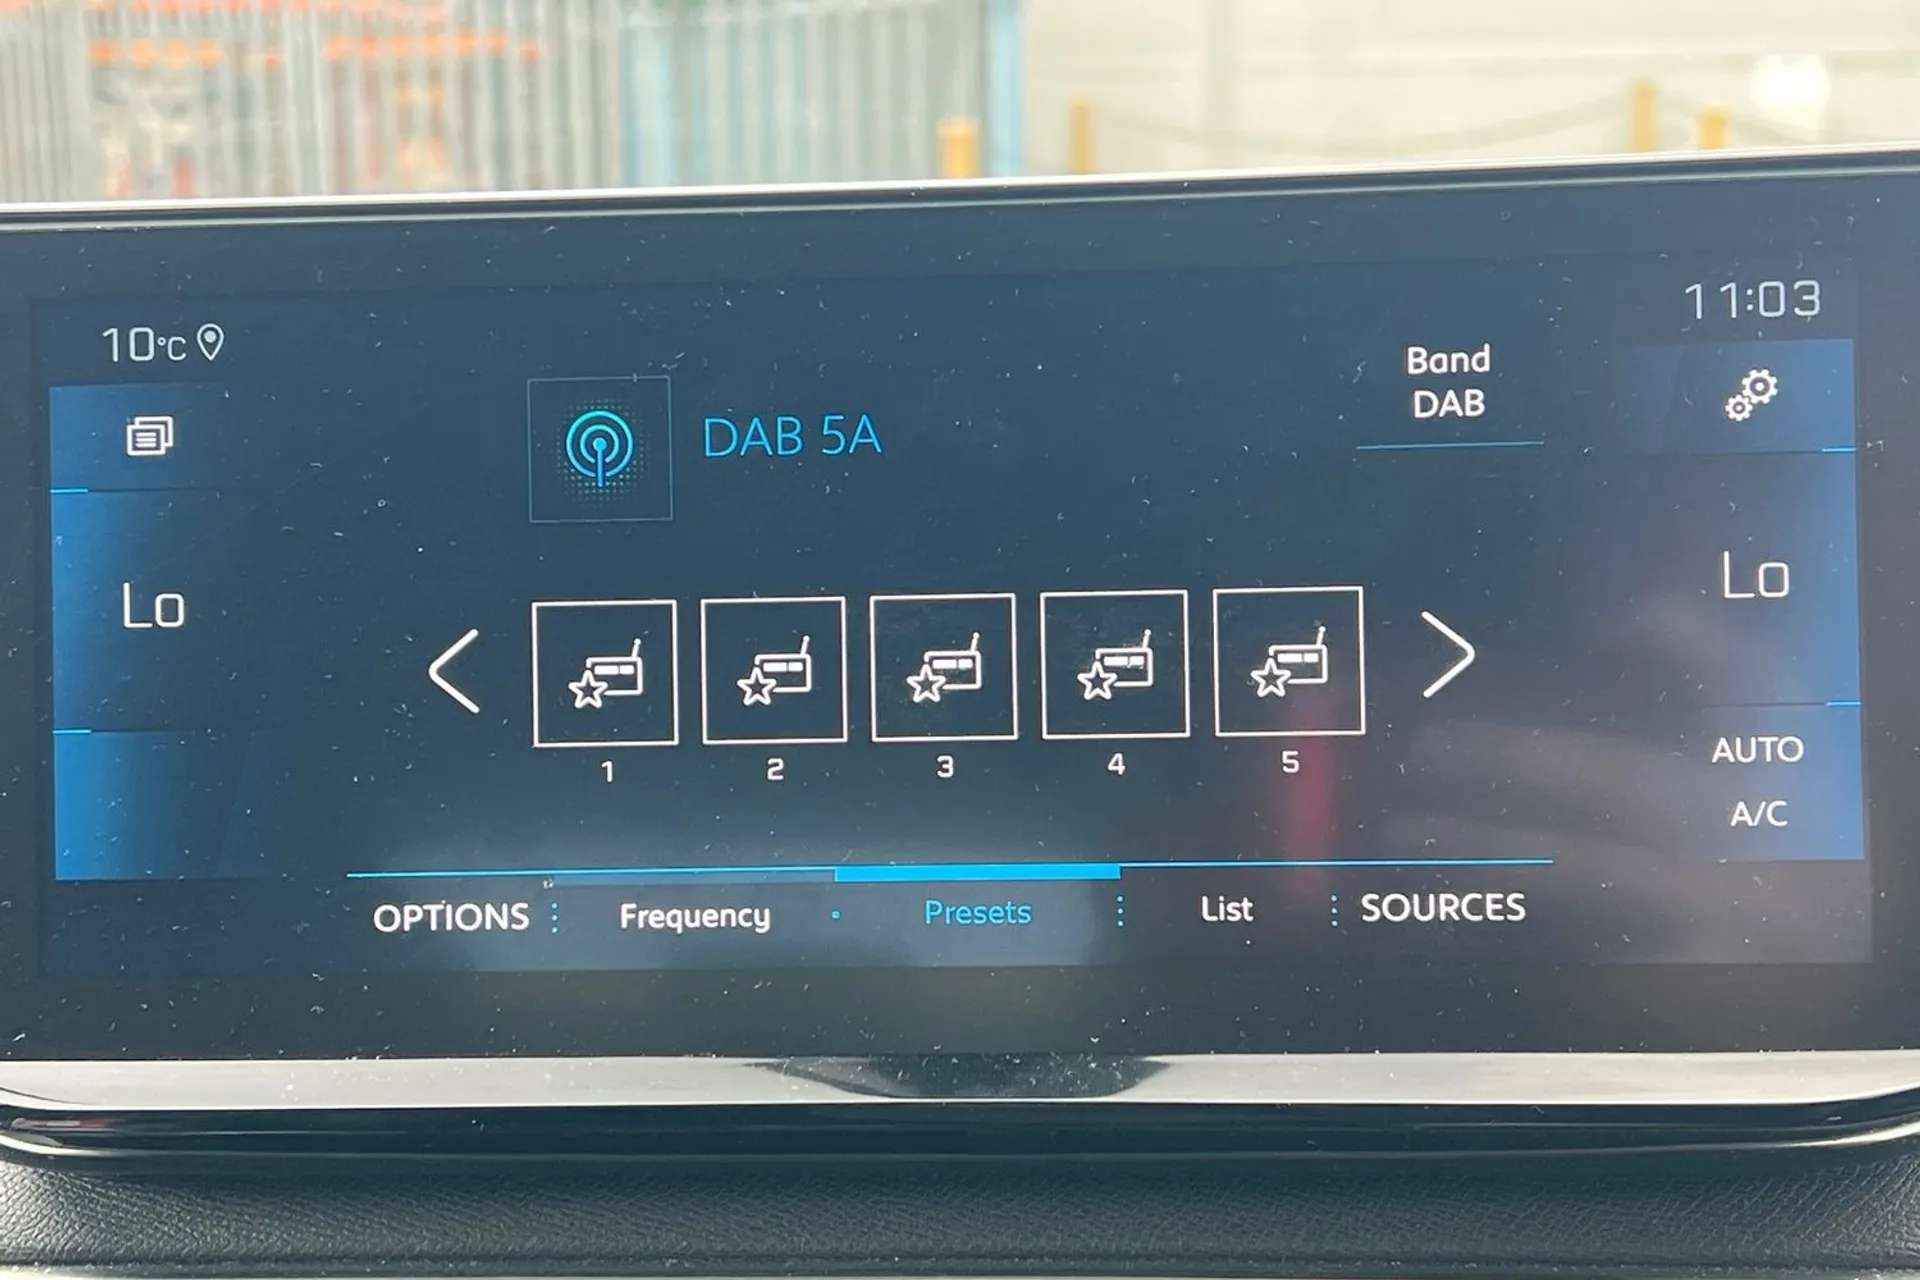 10°C
11:03
Band
DAB
DAB 5A
Lo
Lo
1 2 3 4 5
AUTO
A/C
OPTIONS Frequency Presets List SOURCES